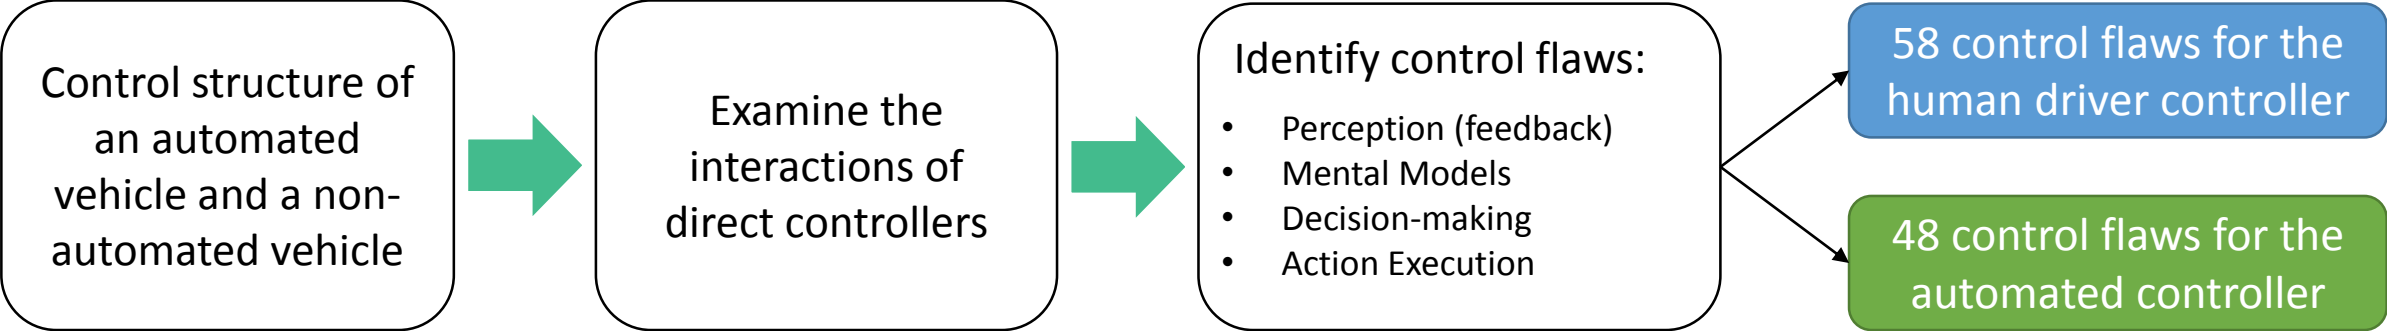 Control structure of
an automated
vehicle and a non-
automated vehicle
Examine the
interactions of
direct controllers
Identify control flaws:
• Perception (feedback)
• Mental Models
• Decision-making
• Action Execution
58 control flaws for the
human driver controller
48 control flaws for the
automated controller